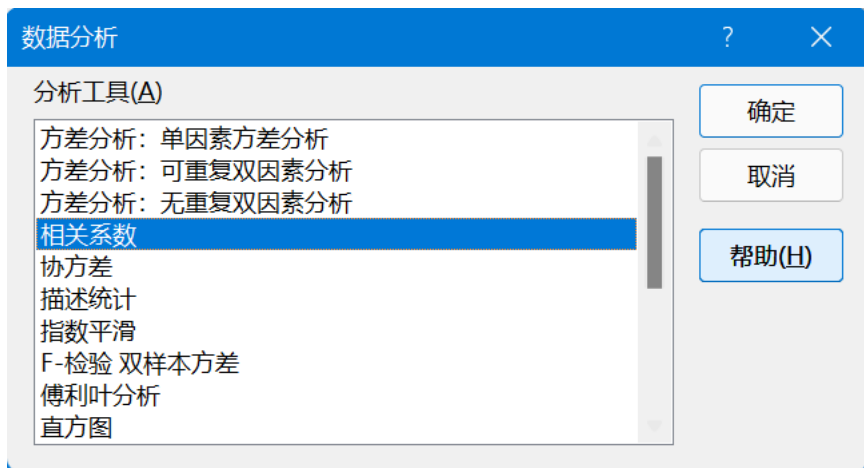 数据分析
?
分析工具(A)
方差分析：单因素方差分析
方差分析：可重复双因素分析
方差分析：无重复双因素分析
相关系数
协方差
描述统计
指数平滑
F-检验 双样本方差
傅利叶分析
直方图
确定
取消
帮助(H)